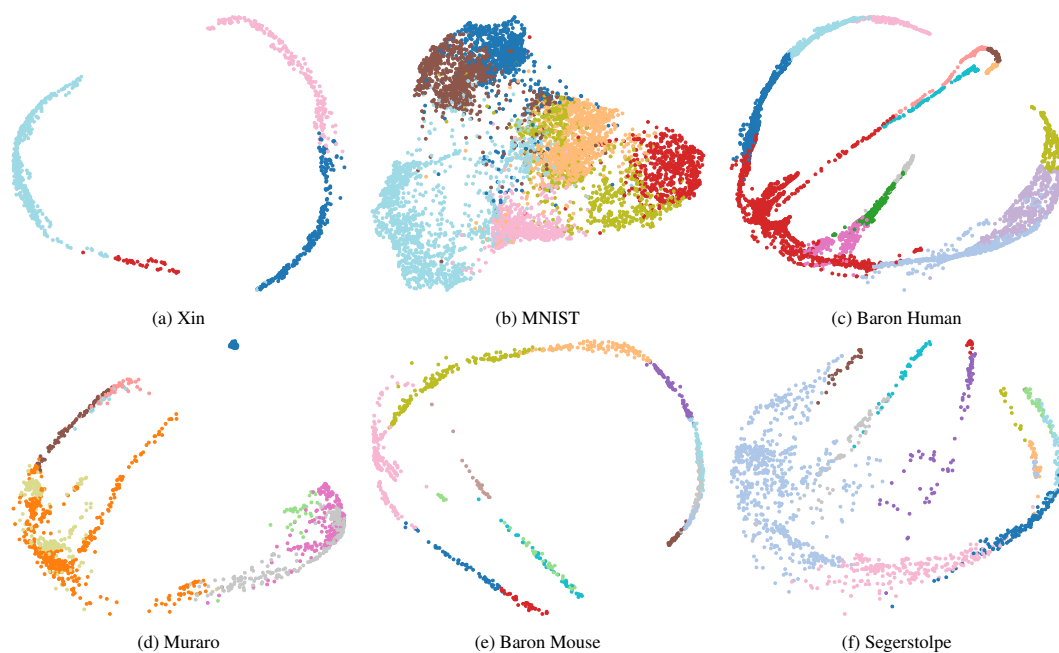 (a) Xin
(b) MNIST
(c) Baron Human
(d) Muraro
(e) Baron Mouse
(f) Segerstolpe